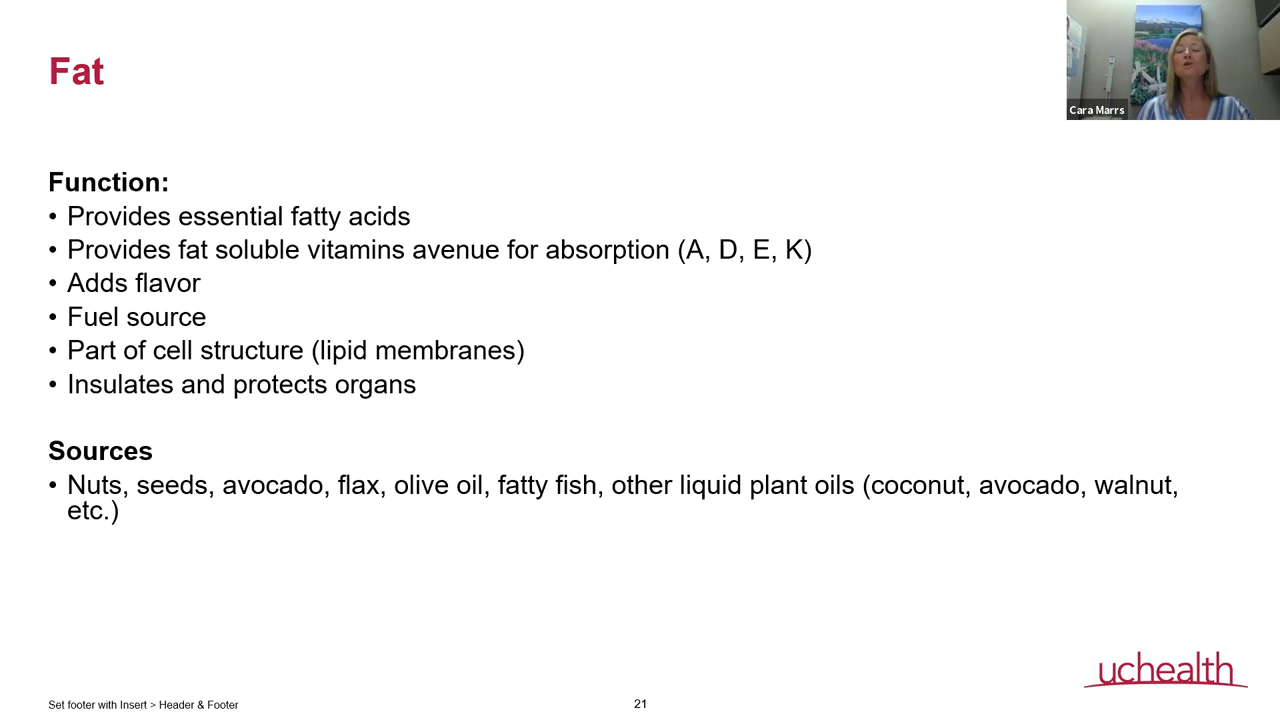 Fat
Cara Marrs
Function:
• Provides essential fatty acids
• Provides fat soluble vitamins avenue for absorption (A, D, E, K)
• Adds flavor
• Fuel source
• Part of cell structure (lipid membranes)
• Insulates and protects organs
Sources
• Nuts, seeds, avocado, flax, olive oil, fatty fish, other liquid plant oils (coconut, avocado, walnut,
etc.)
uchealth
Set footer with Insert > Header & Footer
21